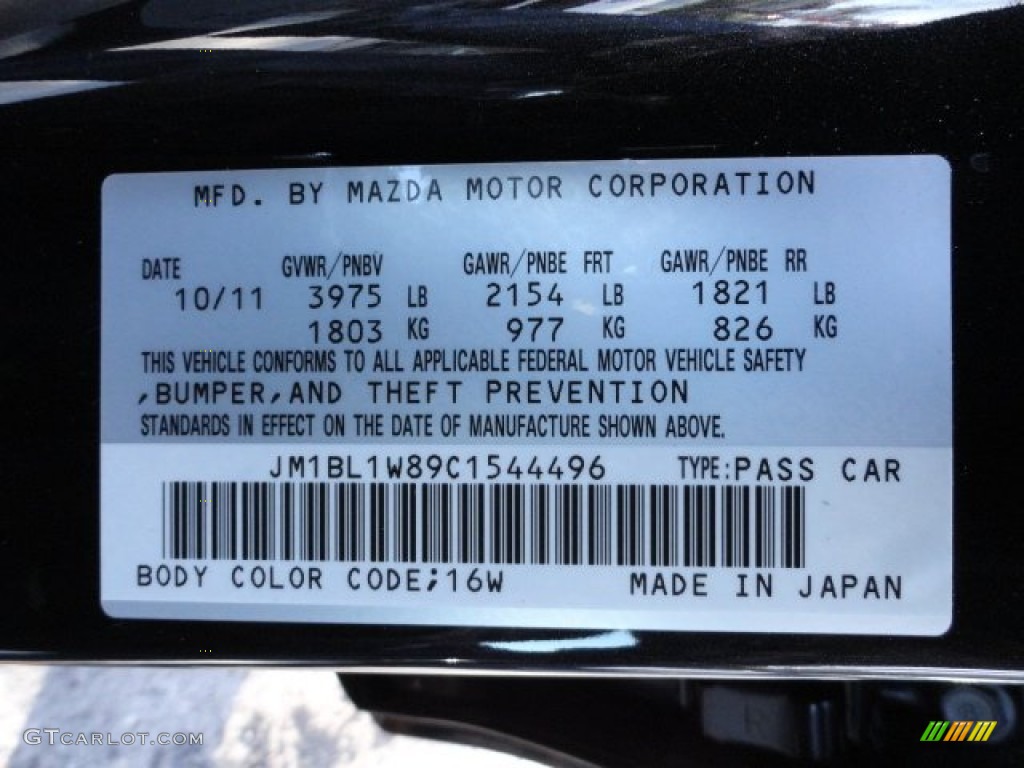 MFD. BY MAZDA MOTOR CORPORATION
DATE GVWR/PNBV GAWR/PNBE FRT GAWR/PNBE RR
10/11 3975 LB 2154 LB 1821 LB
1803 KG 977 KG 826 KG
THIS VEHICLE CONFORMS TO ALL APPLICABLE FEDERAL MOTOR VEHICLE SAFETY
,BUMPER,AND THEFT PREVENTION
STANDARDS IN EFFECT ON THE DATE OF MANUFACTURE SHOWN ABOVE.
JM1BL1W89C1544496 TYPE:PASS CAR
BODY COLOR CODE;16W MADE IN JAPAN
GTCARLOT.COM